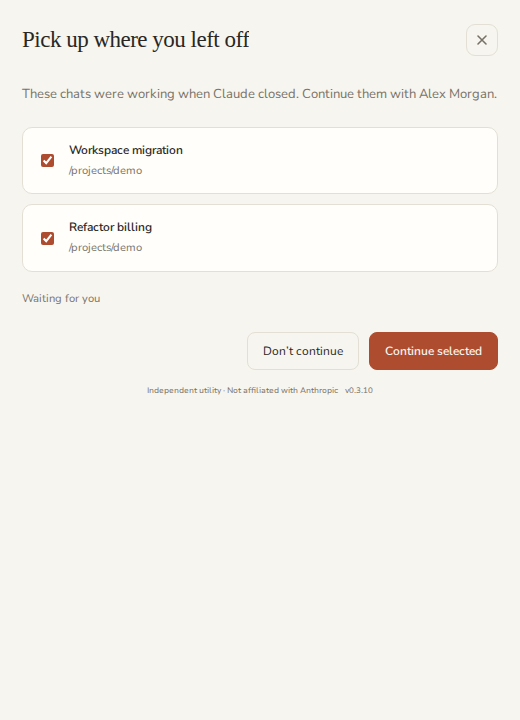 Pick up where you left off
These chats were working when Claude closed. Continue them with Alex Morgan.
Workspace migration
/projects/demo
Refactor billing
/projects/demo
Waiting for you
Don't continue
Continue selected
Independent utility · Not affiliated with Anthropic v0.3.10